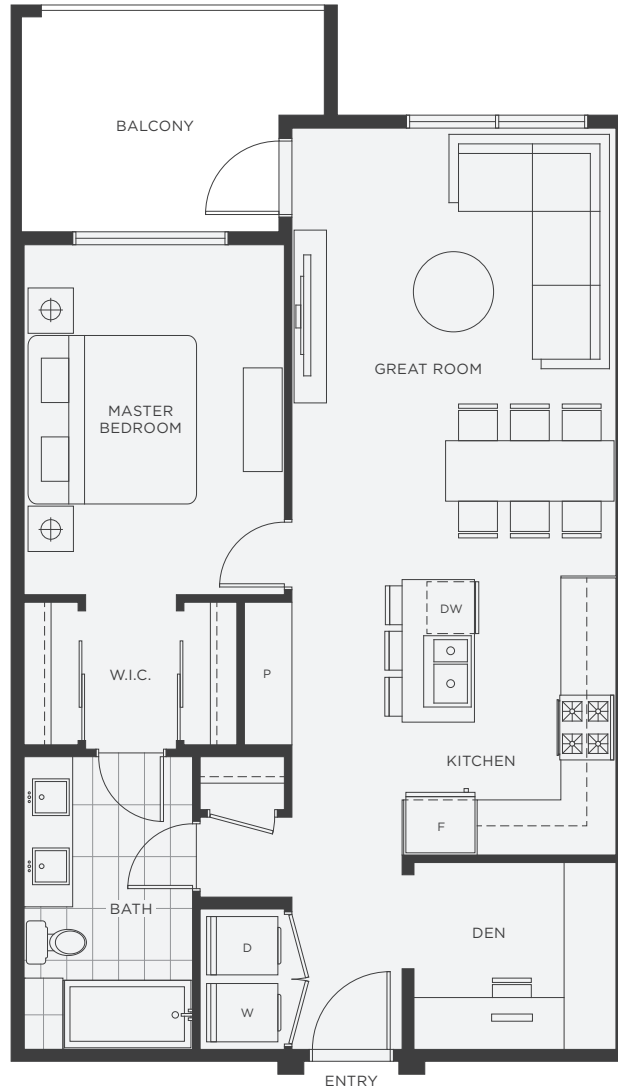 BALCONY
GREAT ROOM
MASTER
BEDROOM
DW
W.I.C.
P
KITCHEN
F
BATH
DEN
D
W
ENTRY